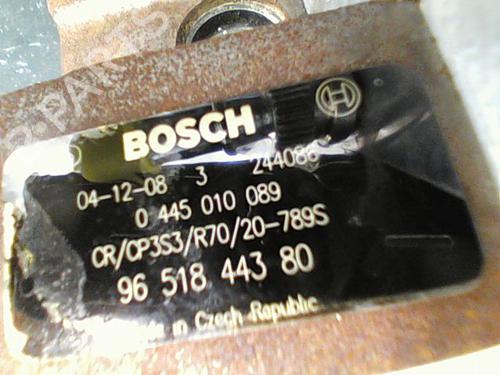 BOSCH
04-12-08 3 244086
0 445 010 089
CR/CP3S3/R70/20-789S
96 518 443 80
in Czech Republic